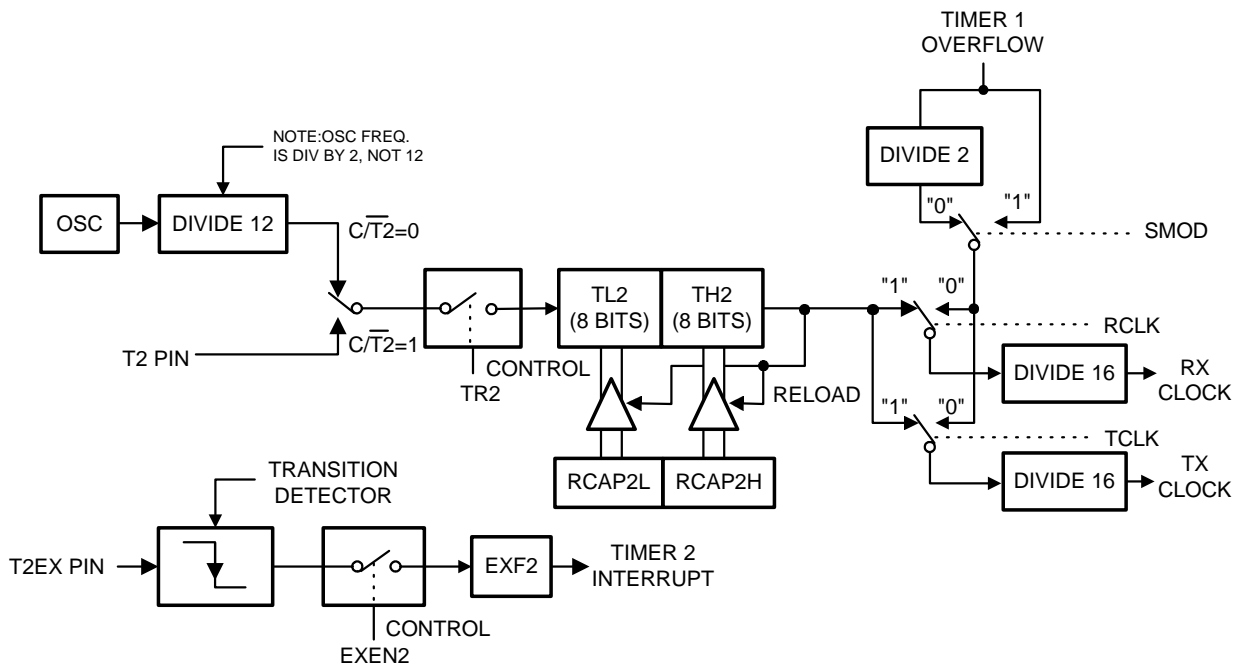 TIMER 1
OVERFLOW
NOTE:OSC FREQ.
IS DIV BY 2, NOT 12
DIVIDE 2
"0"
"1"
SMOD
OSC
DIVIDE 12
C/T̅2̅=0
TL2
(8 BITS)
TH2
(8 BITS)
"1"
"0"
RCLK
C/T̅2̅=1
T2 PIN
CONTROL
TR2
RELOAD
DIVIDE 16
RX
CLOCK
"1"
"0"
TCLK
RCAP2L
RCAP2H
DIVIDE 16
TX
CLOCK
TRANSITION
DETECTOR
T2EX PIN
EXF2
TIMER 2
INTERRUPT
CONTROL
EXEN2